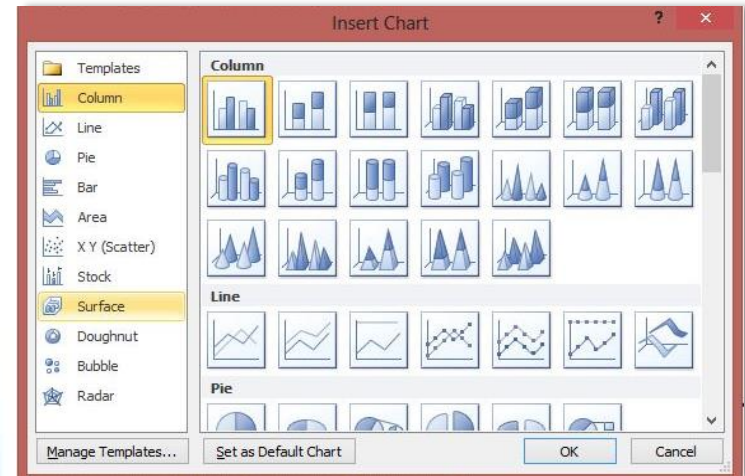 Insert Chart
? ×
Templates
Column
Line
Pie
Bar
Area
X Y (Scatter)
Stock
Surface
Doughnut
Bubble
Radar
Column
Line
Pie
Manage Templates...
Set as Default Chart
OK
Cancel